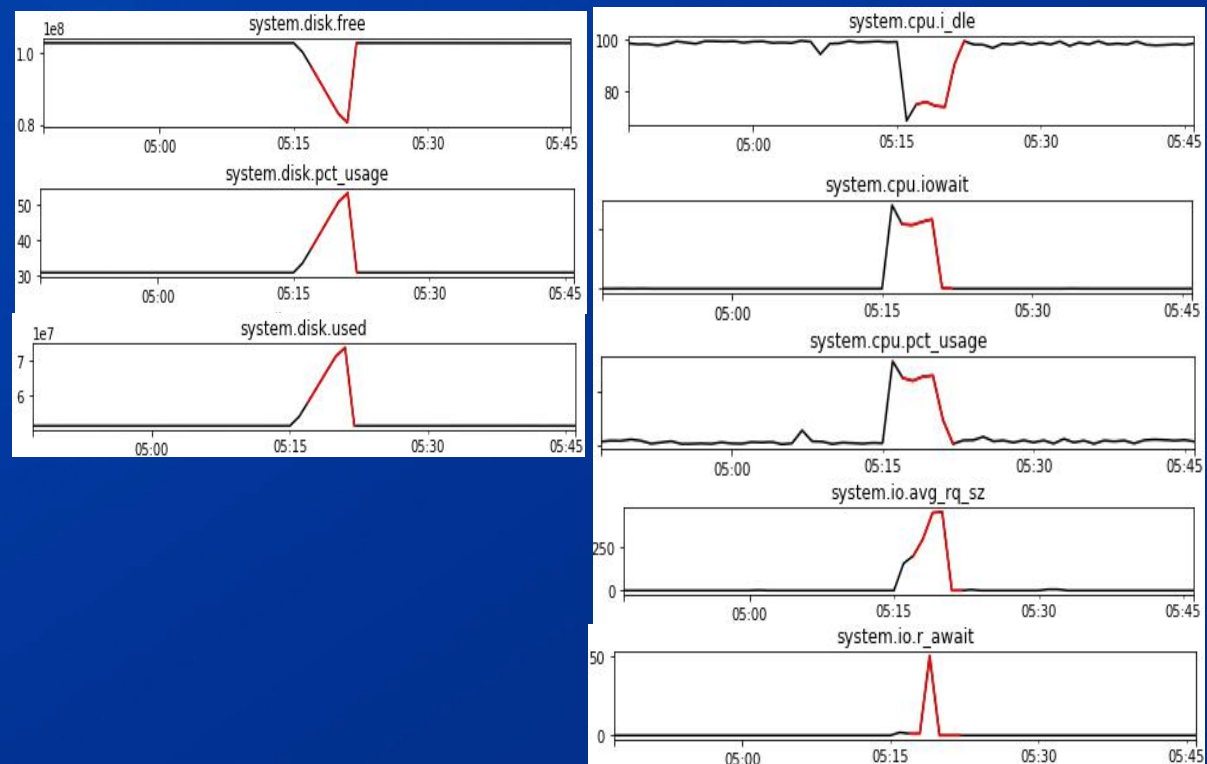 system.disk.free
1e8
1.0
0.8
05:00 05:15 05:30 05:45
system.disk.pct_usage
50
40
30
05:00 05:15 05:30 05:45
system.disk.used
1e7
7
6
05:00 05:15 05:30 05:45
system.cpu.i_dle
100
80
05:00 05:15 05:30 05:45
system.cpu.iowait
05:00 05:15 05:30 05:45
system.cpu.pct_usage
05:00 05:15 05:30 05:45
system.io.avg_rq_sz
250
0
05:00 05:15 05:30 05:45
system.io.r_await
50
0
05:00 05:15 05:30 05:45